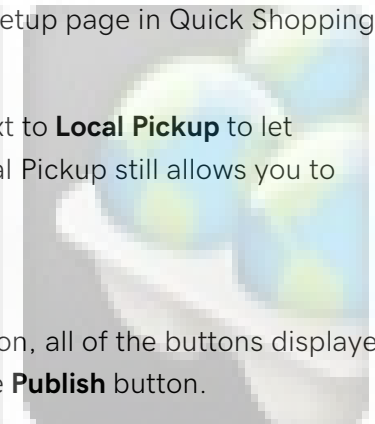 etup page in Quick Shopping
xt to Local Pickup to let
al Pickup still allows you to
on, all of the buttons displaye
e Publish button.